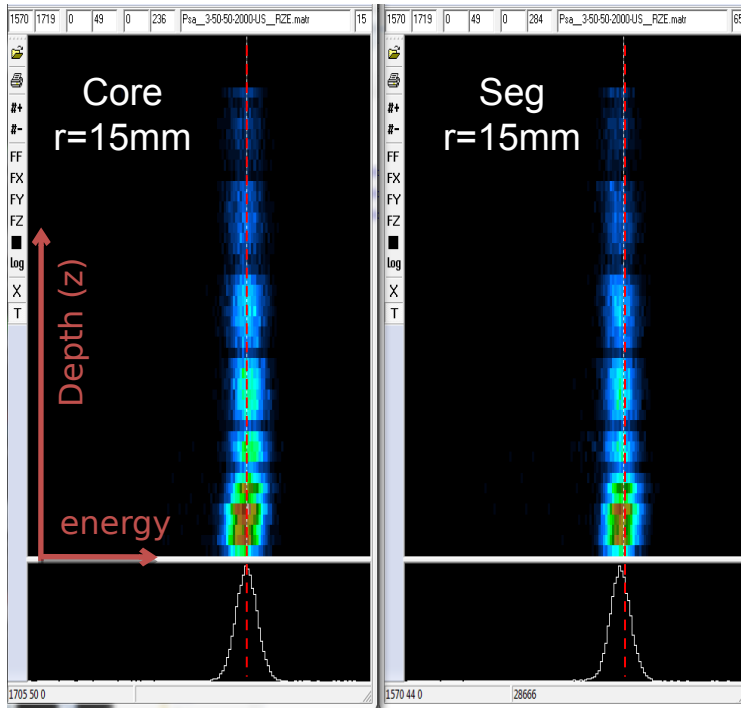 1570 1719 0 49 0 236 Psa__3-50-50-2000-US__RZE.matr 15
#+
#-
FF
FX
FY
FZ
log
X
T
Core
r=15mm
Depth (z)
energy
1705 50 0
1570 1719 0 49 0 284 Psa__3-50-50-2000-US__RZE.matr 65
#+
#-
FF
FX
FY
FZ
log
X
T
Seg
r=15mm
1570 44 0 28666